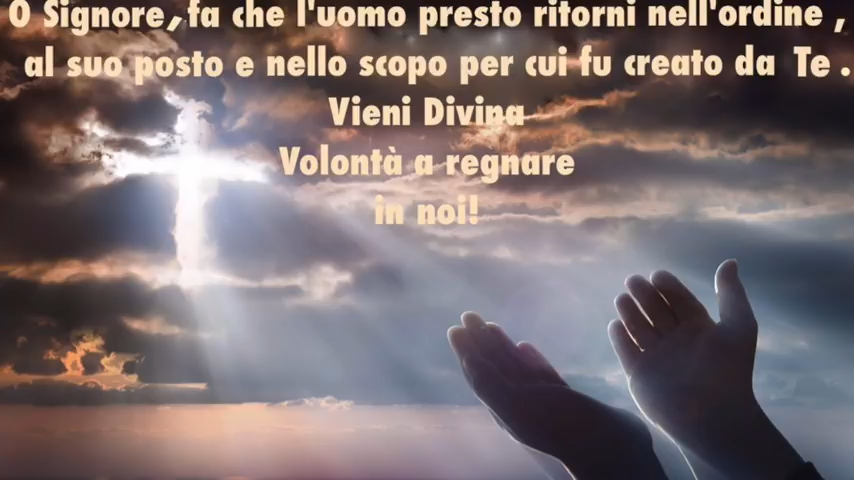 O Signore, fa che l'uomo presto ritorni nell'ordine ,
al suo posto e nello scopo per cui fu creato da Te .
Vieni Divina
Volontà a regnare
in noi!